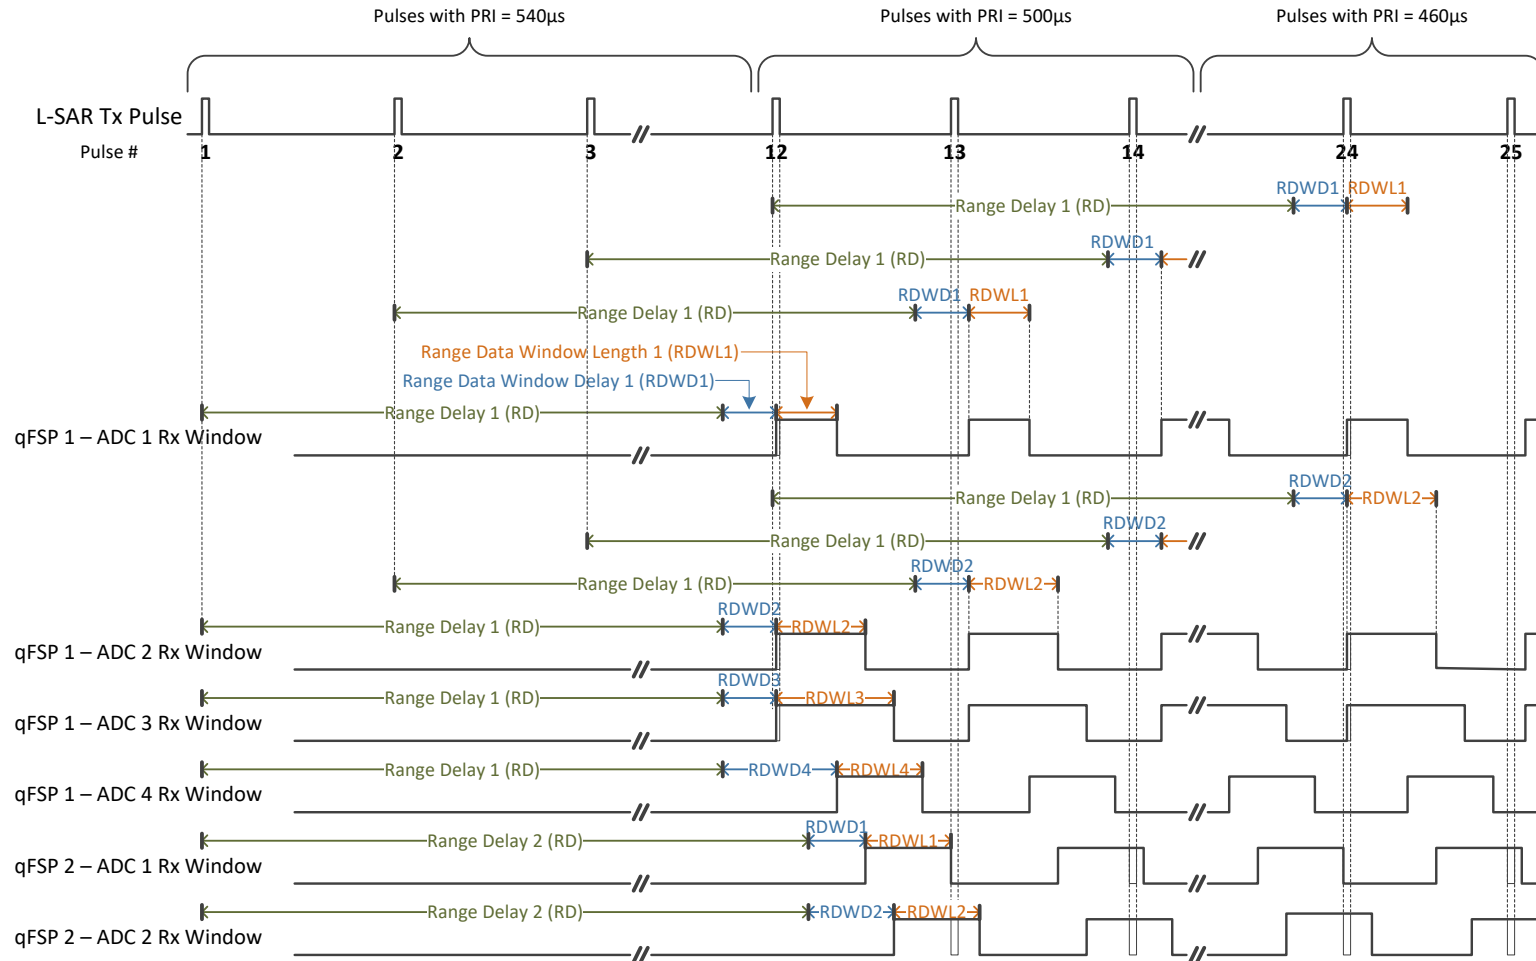 Pulses with PRI = 540µs Pulses with PRI = 500µs Pulses with PRI = 460µs
L-SAR Tx Pulse
Pulse # 1 2 3 12 13 14 24 25
RDWD1 RDWL1
Range Delay 1 (RD)
RDWD1
Range Delay 1 (RD)
RDWD1 RDWL1
Range Delay 1 (RD)
Range Data Window Length 1 (RDWL1)
Range Data Window Delay 1 (RDWD1)
Range Delay 1 (RD)
qFSP 1 – ADC 1 Rx Window
RDWD2
Range Delay 1 (RD) RDWL2
RDWD2
Range Delay 1 (RD)
RDWD2
Range Delay 1 (RD) RDWL2
RDWD2
Range Delay 1 (RD) RDWL2
qFSP 1 – ADC 2 Rx Window
RDWD3
Range Delay 1 (RD) RDWL3
qFSP 1 – ADC 3 Rx Window
Range Delay 1 (RD) RDWD4 RDWL4
qFSP 1 – ADC 4 Rx Window
RDWD1
Range Delay 2 (RD) RDWL1
qFSP 2 – ADC 1 Rx Window
Range Delay 2 (RD) RDWD2 RDWL2
qFSP 2 – ADC 2 Rx Window